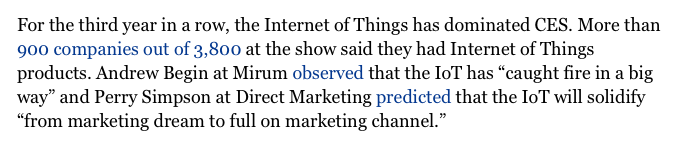 For the third year in a row, the Internet of Things has dominated CES. More than
900 companies out of 3,800 at the show said they had Internet of Things
products. Andrew Begin at Mirum observed that the IoT has “caught fire in a big
way” and Perry Simpson at Direct Marketing predicted that the IoT will solidify
“from marketing dream to full on marketing channel.”